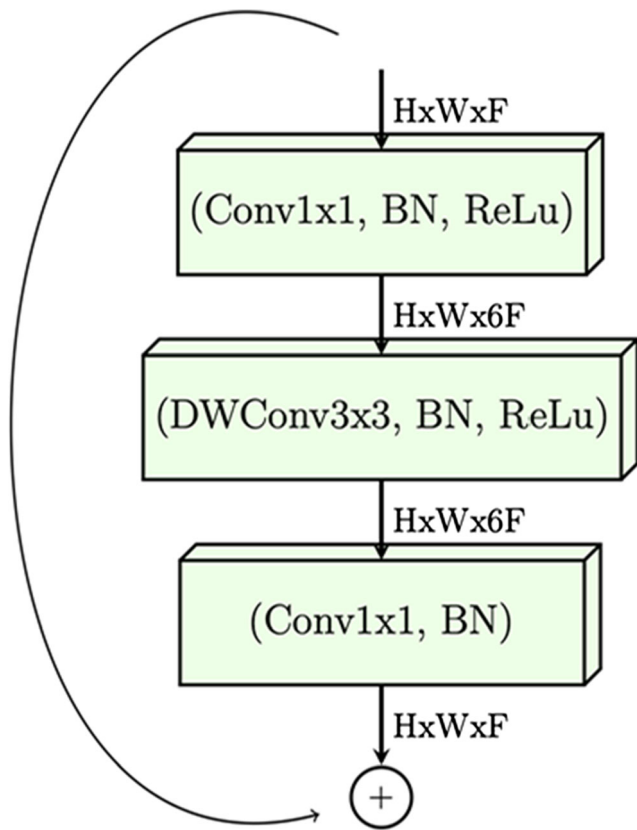 HxWxF
(Conv1x1, BN, ReLu)
HxWx6F
(DWConv3x3, BN, ReLu)
HxWx6F
(Conv1x1, BN)
HxWxF
+